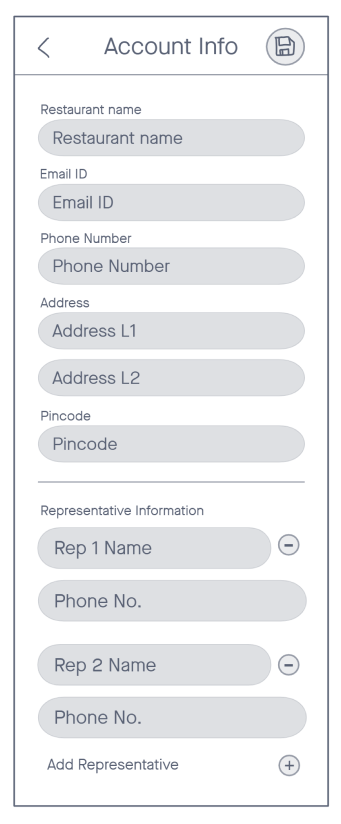 Account Info
Restaurant name
Restaurant name
Email ID
Email ID
Phone Number
Phone Number
Address
Address L1
Address L2
Pincode
Pincode
Representative Information
Rep 1 Name
Phone No.
Rep 2 Name
Phone No.
Add Representative